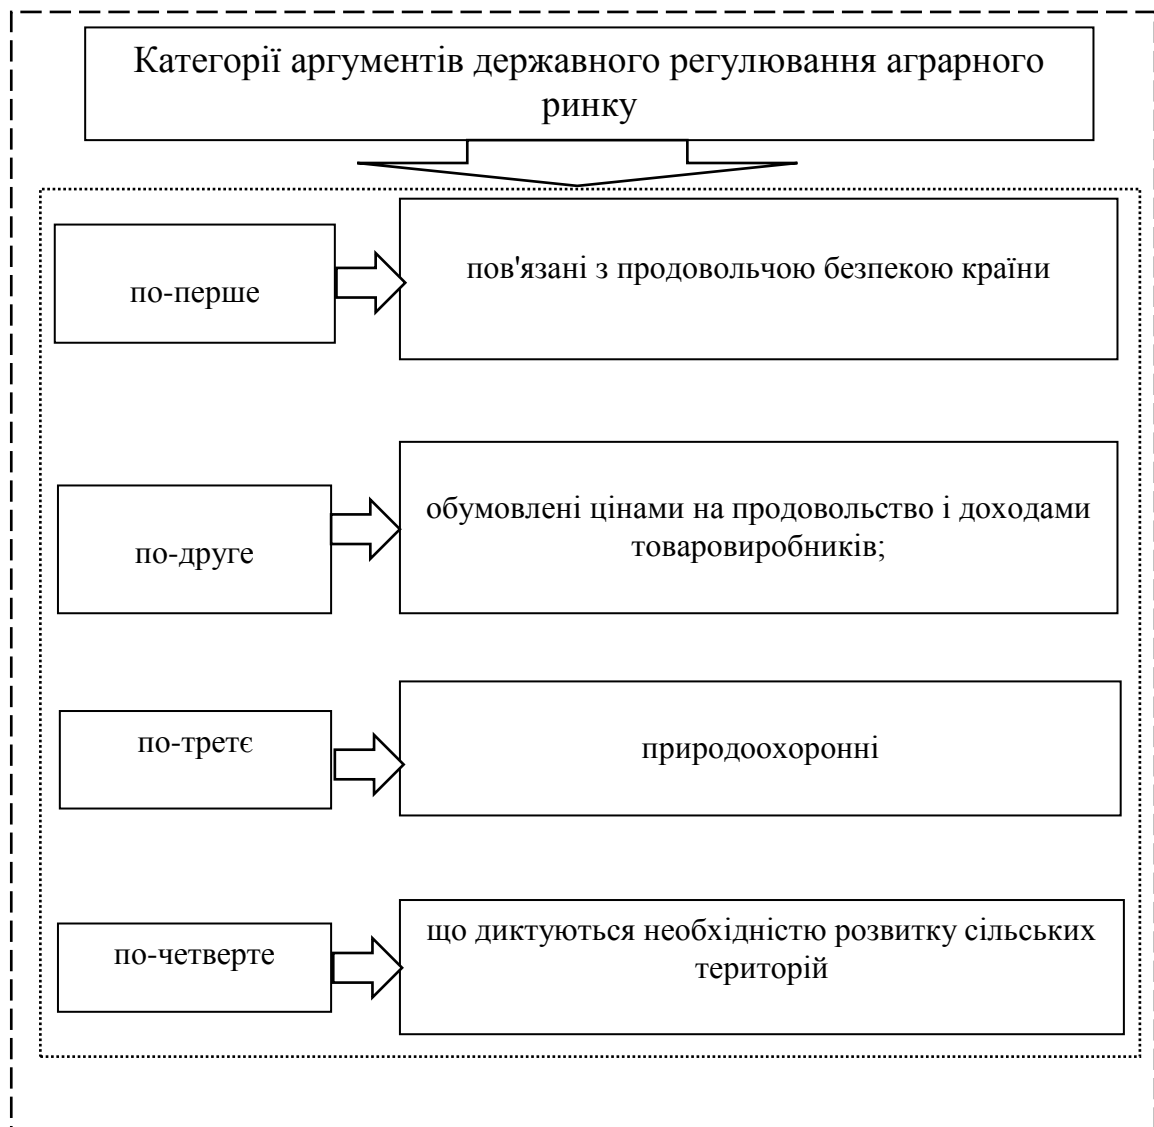 Категорії аргументів державного регулювання аграрного
ринку
по-перше
пов'язані з продовольчою безпекою країни
по-друге
обумовлені цінами на продовольство і доходами
товаровиробників;
по-третє
природоохоронні
по-четверте
що диктуються необхідністю розвитку сільських
територій